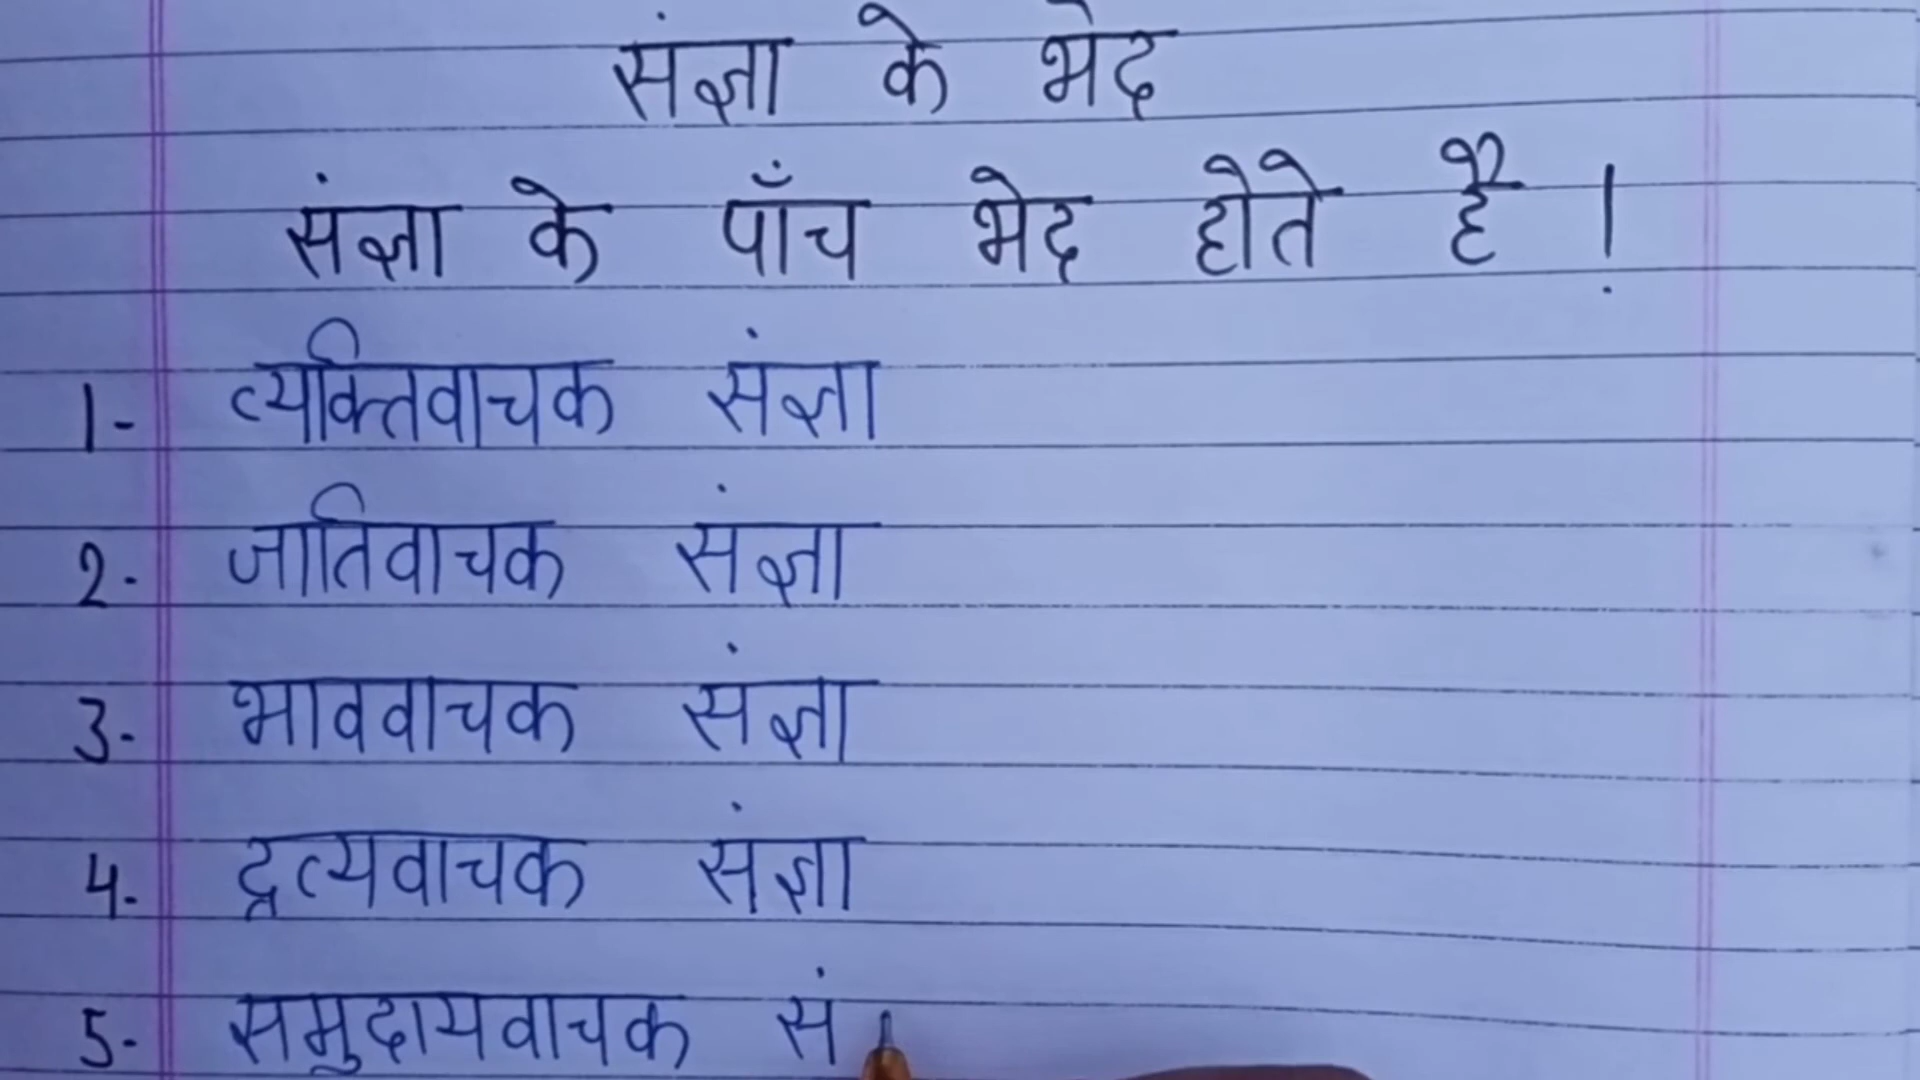 संज्ञा के भेद
संज्ञा के पाँच भेद होते है !
1- व्यक्तिवाचक संज्ञा
2- जातिवाचक संज्ञा
3- भाववाचक संज्ञा
4- द्रव्यवाचक संज्ञा
5- समुदायवाचक सं